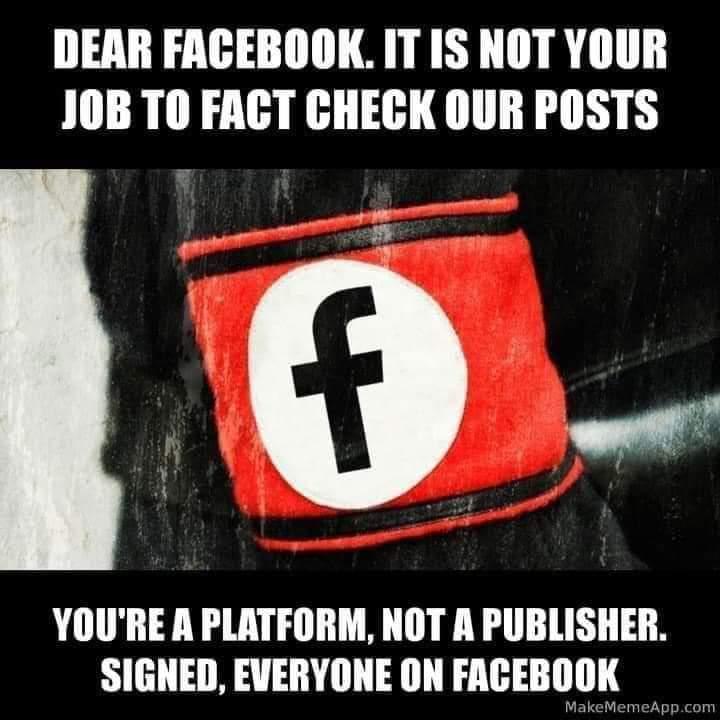 DEAR FACEBOOK. IT IS NOT YOUR
JOB TO FACT CHECK OUR POSTS
f
YOU'RE A PLATFORM, NOT A PUBLISHER.
SIGNED, EVERYONE ON FACEBOOK
MakeMemeApp.com